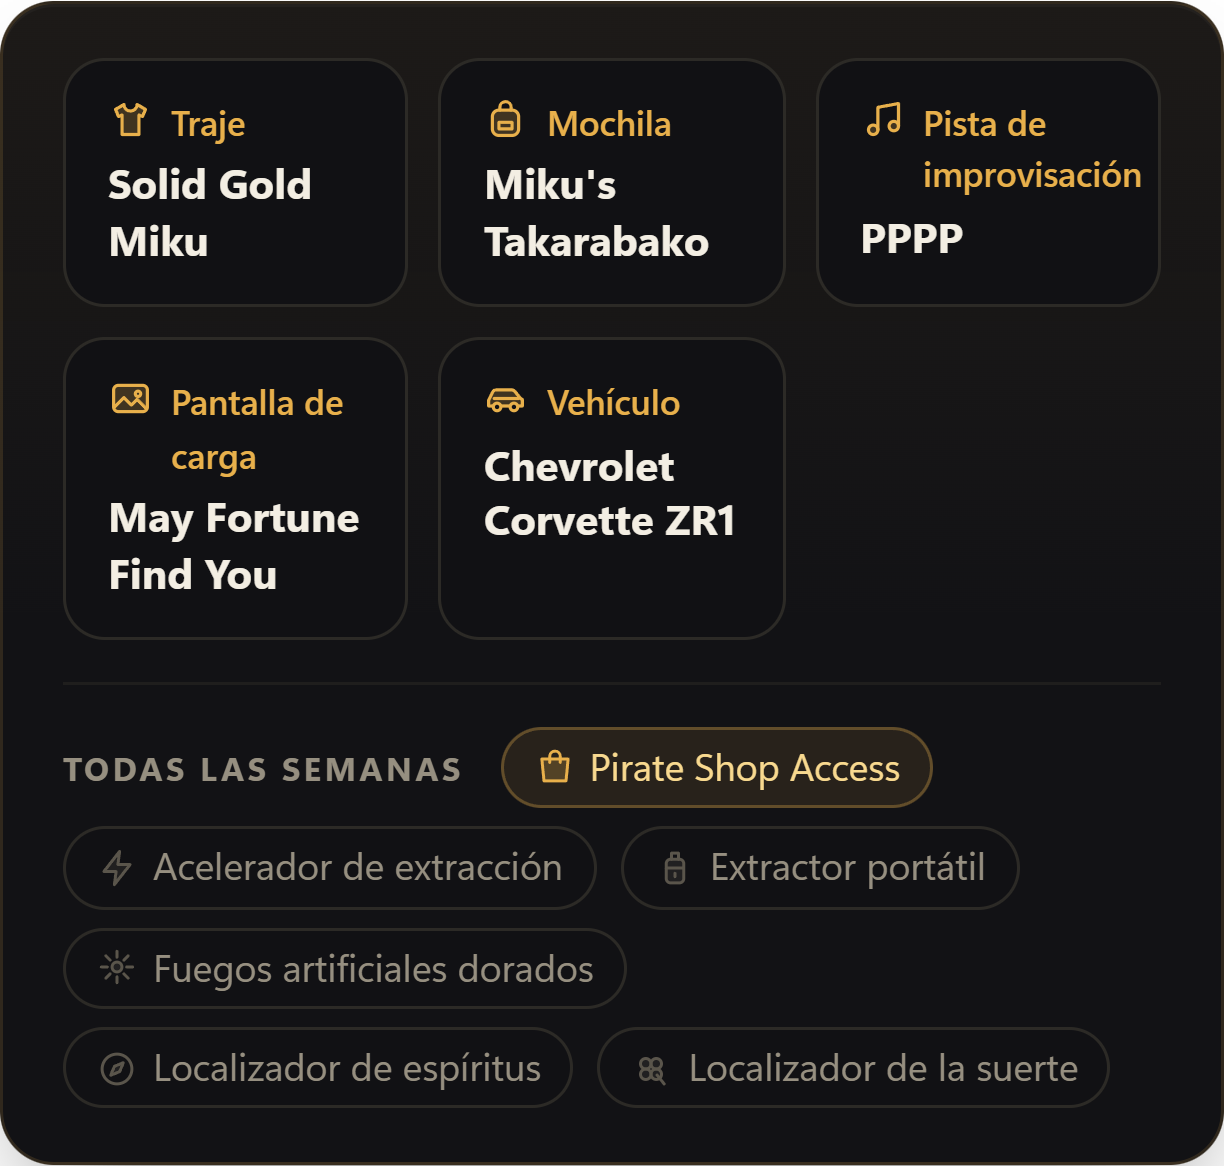 Traje
Solid Gold
Miku
Mochila
Miku's
Takarabako
Pista de
improvisación
PPPP
Pantalla de
carga
May Fortune
Find You
Vehículo
Chevrolet
Corvette ZR1
TODAS LAS SEMANAS
Pirate Shop Access
Acelerador de extracción
Extractor portátil
Fuegos artificiales dorados
Localizador de espíritus
Localizador de la suerte